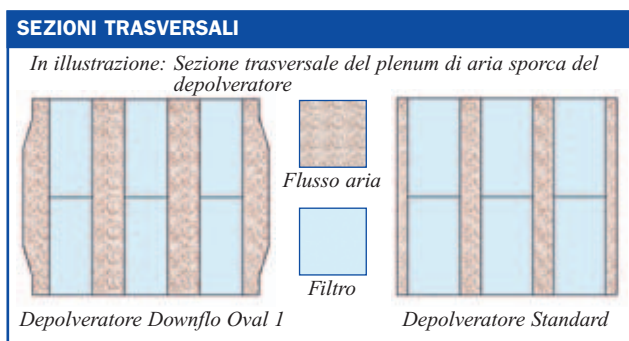 SEZIONI TRASVERSALI
In illustrazione: Sezione trasversale del plenum di aria sporca del
depolveratore
Flusso aria
Filtro
Depolveratore Downflo Oval 1
Depolveratore Standard